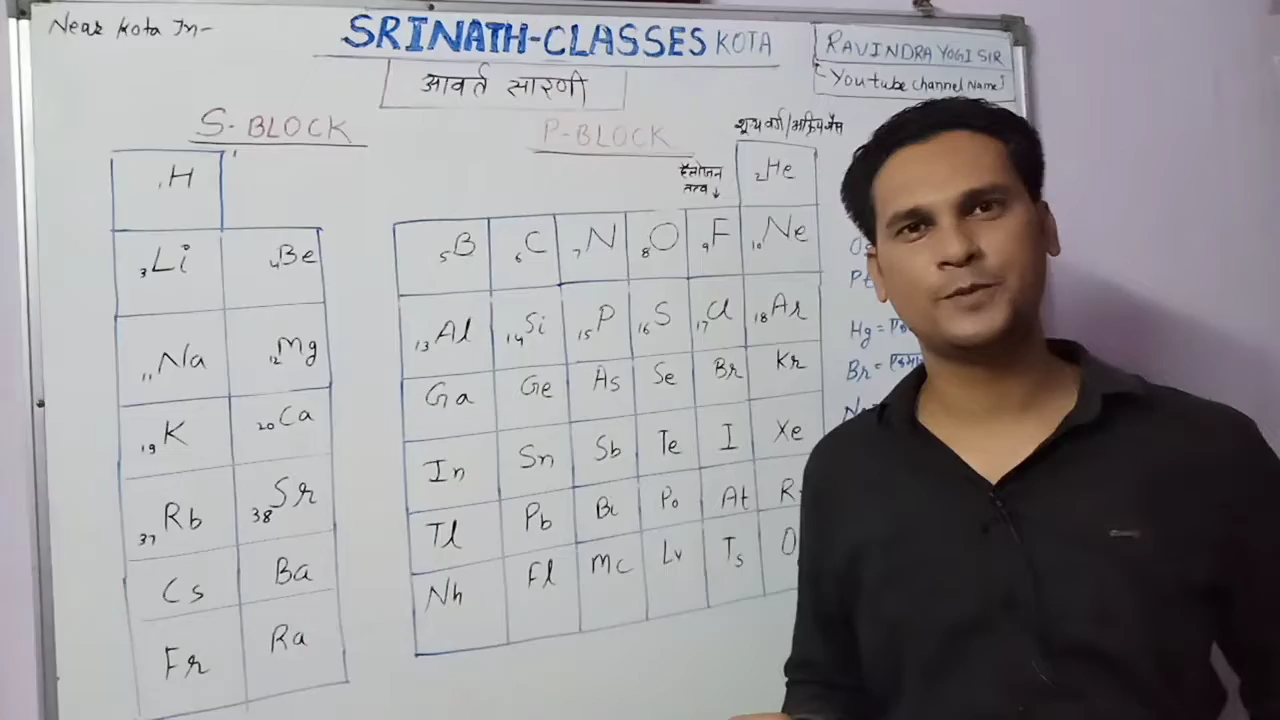 Near Kota Jn-
SRINATH-CLASSES KOTA
RAVINDRA YOGI SIR
(Youtube Channel Name)
आवर्त सारणी
S-BLOCK
P-BLOCK
शून्य वर्ग/अक्रिय गैस
हैलोजन
तत्व ↓
1H
2He
3Li 4Be 5B 6C 7N 8O 9F 10Ne
11Na 12Mg 13Al 14Si 15P 16S 17Cl 18Ar
19K 20Ca Ga Ge As Se Br Kr
37Rb 38Sr In Sn Sb Te I Xe
Cs Ba Tl Pb Bi Po At
Fr Ra Nh Fl Mc Lv Ts
Pt
Hg =
Br =